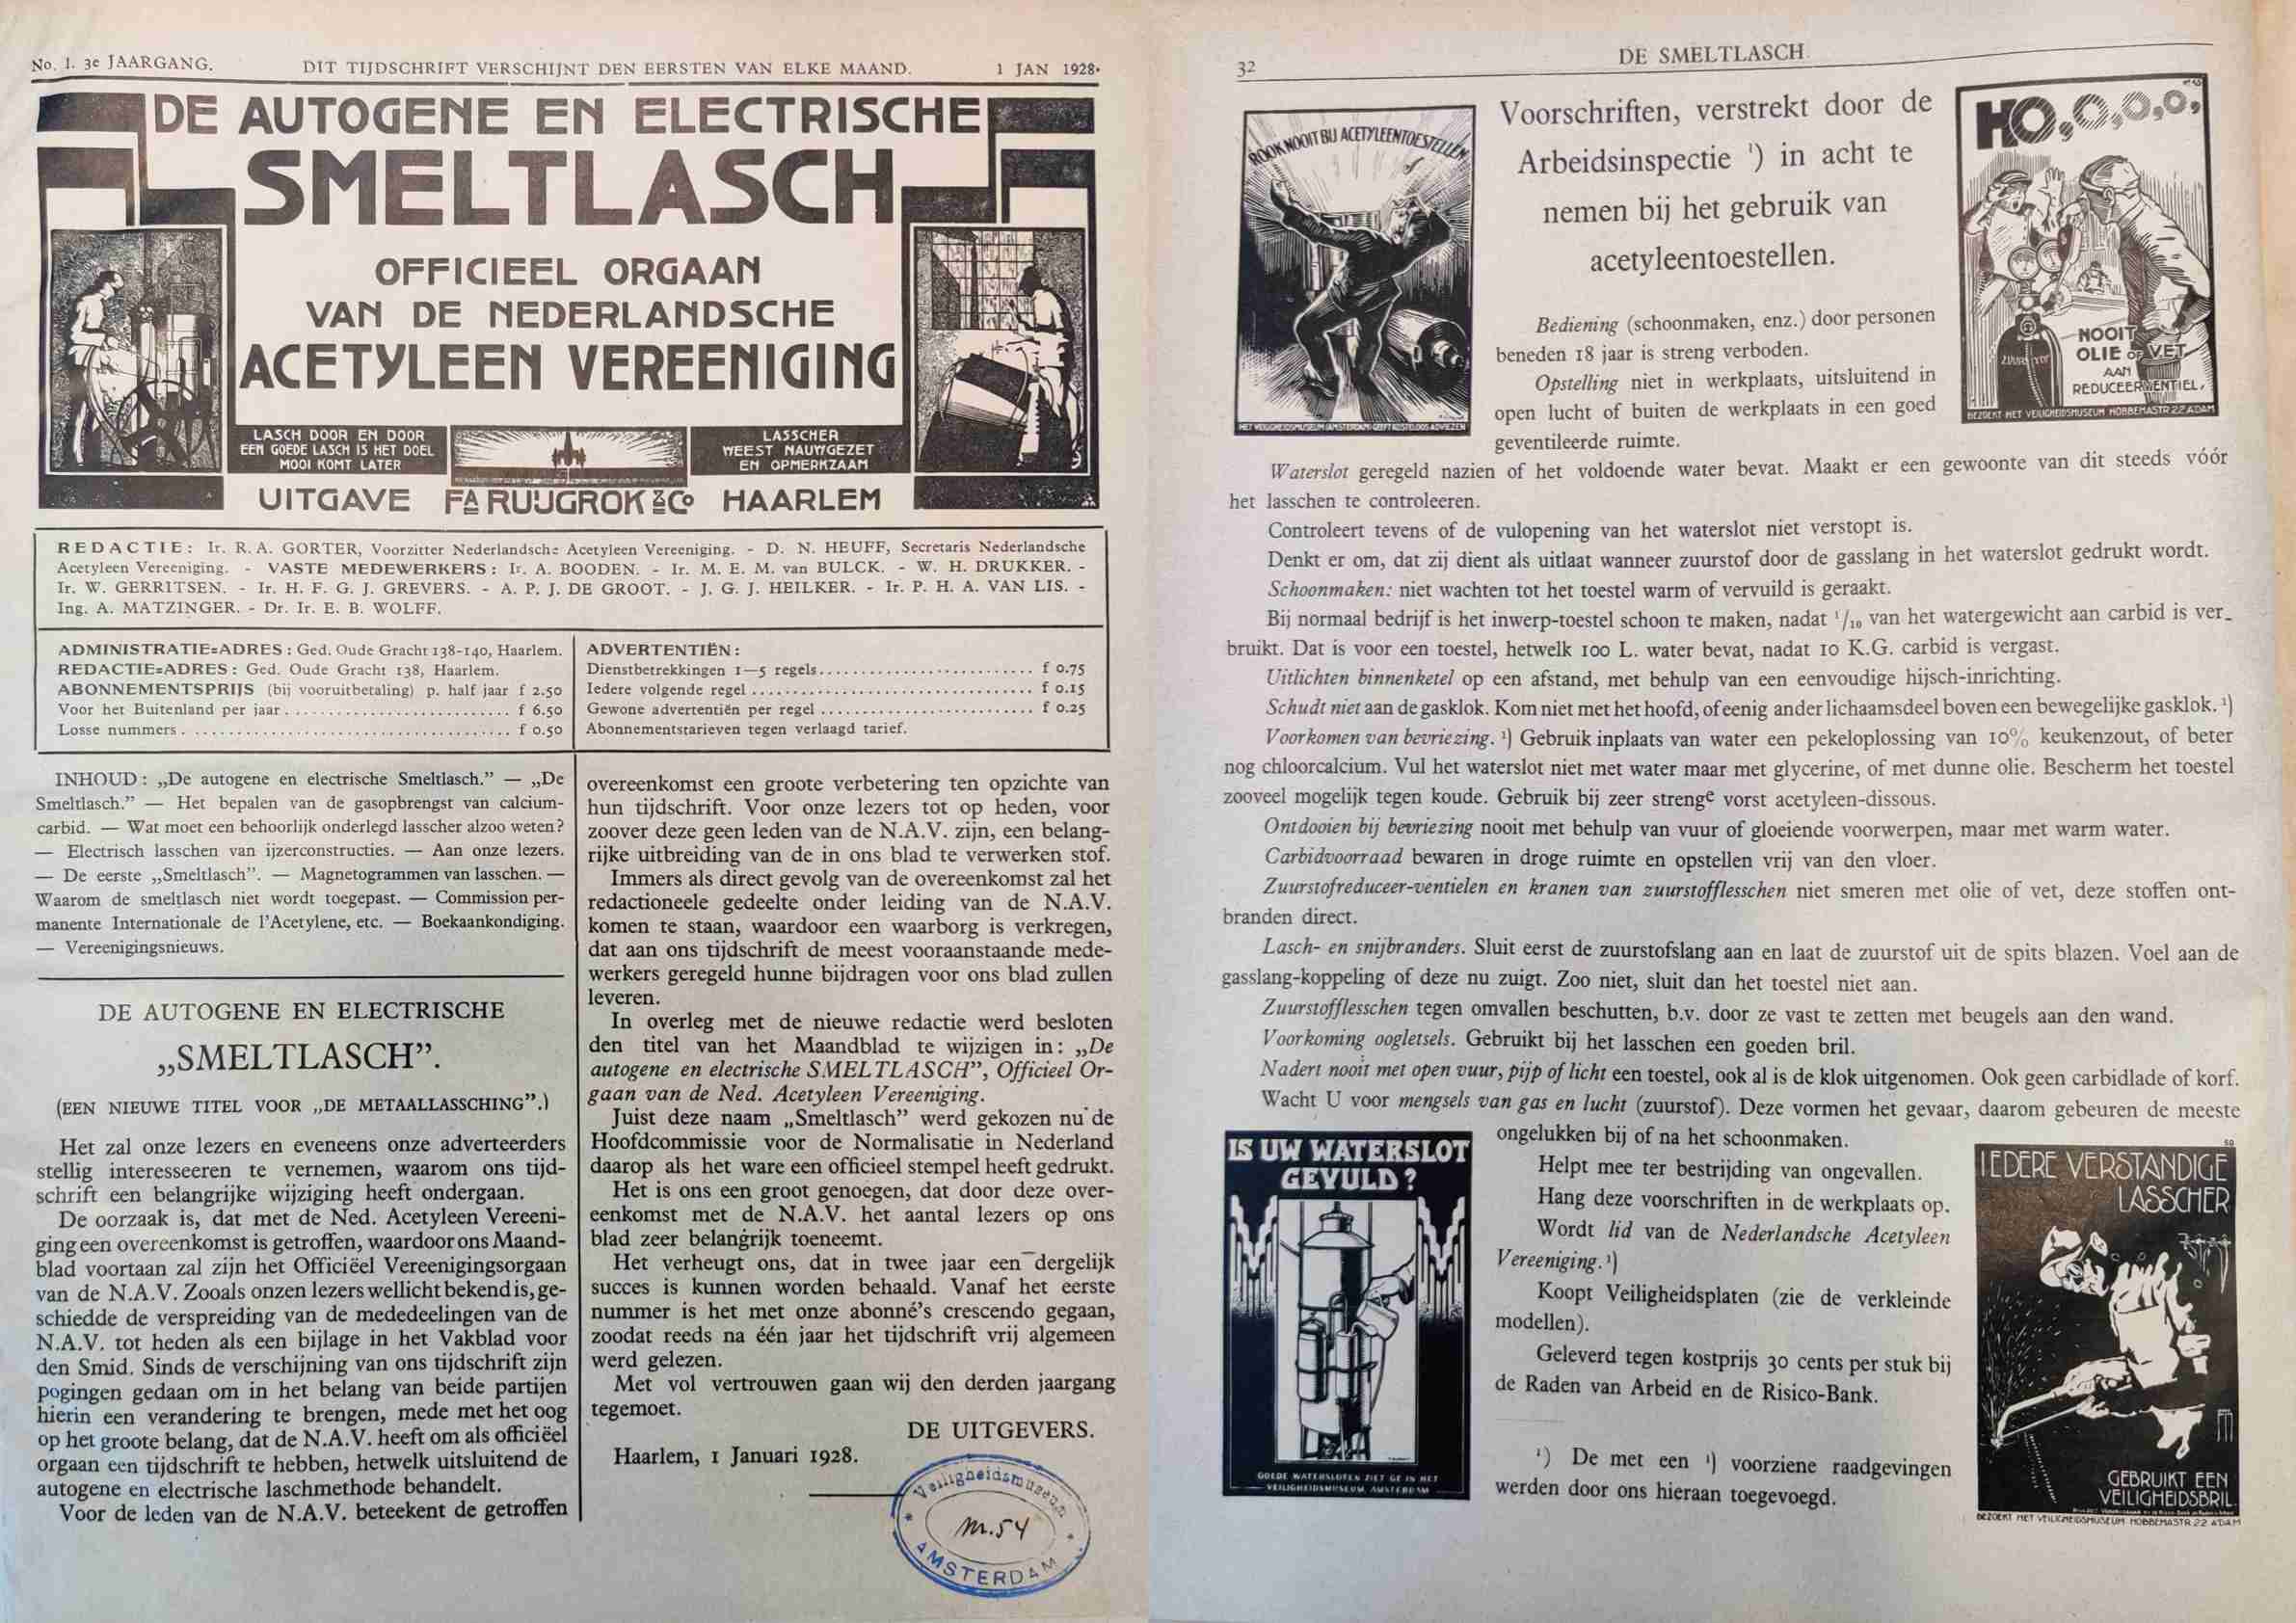 No. 1. 3e JAARGANG. DIT TIJDSCHRIFT VERSCHIJNT DEN EERSTEN VAN ELKE MAAND. 1 JAN 1928.
DE AUTOGENE EN ELECTRISCHE
SMELTLASCH
OFFICIEEL ORGAAN
VAN DE NEDERLANDSCHE
ACETYLEEN VEREENIGING
LASCH DOOR EN DOOR
EEN GOEDE LASCH IS HET DOEL
MOOI KOMT LATER
LASSCHER
WEEST NAUWGEZET
EN OPMERKZAAM
UITGAVE FA RUIJGROK & Co HAARLEM
REDACTIE: Ir. R. A. GORTER, Voorzitter Nederlandsche Acetyleen Vereeniging. - D. N. HEUFF, Secretaris Nederlandsche
Acetyleen Vereeniging. - VASTE MEDEWERKERS: Ir. A. BOODEN. - Ir. M. E. M. van BULCK. - W. H. DRUKKER. -
Ir. W. GERRITSEN. - Ir. H. F. G. J. GREVERS. - A. P. J. DE GROOT. - J. G. J. HEILKER. - Ir. P. H. A. VAN LIS. -
Ing. A. MATZINGER. - Dr. Ir. E. B. WOLFF.
ADMINISTRATIE=ADRES: Ged. Oude Gracht 138-140, Haarlem.
REDACTIE=ADRES: Ged. Oude Gracht 138, Haarlem.
ABONNEMENTSPRIJS (bij vooruitbetaling) p. half jaar f 2.50
Voor het Buitenland per jaar........................ f 6.50
Losse nummers........................ f 0.50
ADVERTENTIËN:
Dienstbetrekkingen 1—5 regels........................ f 0.75
Iedere volgende regel........................ f 0.15
Gewone advertentiën per regel........................ f 0.25
Abonnementstarieven tegen verlaagd tarief.
INHOUD: „De autogene en electrische Smeltlasch.” — „De
Smeltlasch.” — Het bepalen van de gasopbrengst van calcium-
carbid. — Wat moet een behoorlijk onderlegd lasscher alzoo weten?
— Electrisch lasschen van ijzerconstructies. — Aan onze lezers.
— De eerste „Smeltlasch”. — Magnetogrammen van lasschen. —
Waarom de smeltlasch niet wordt toegepast. — Commission per-
manente Internationale de l'Acetylene, etc. — Boekaankondiging.
— Vereenigingsnieuws.
DE AUTOGENE EN ELECTRISCHE
„SMELTLASCH”.
(EEN NIEUWE TITEL VOOR „DE METAALLASSCHING”.)
Het zal onze lezers en eveneens onze adverteerders
stellig interesseeren te vernemen, waarom ons tijd-
schrift een belangrijke wijziging heeft ondergaan.
De oorzaak is, dat met de Ned. Acetyleen Vereeni-
ging een overeenkomst is getroffen, waardoor ons Maand-
blad voortaan zal zijn het Officiëel Vereenigingsorgaan
van de N.A.V. Zooals onzen lezers wellicht bekend is, ge-
schiedde de verspreiding van de mededeelingen van de
N.A.V. tot heden als een bijlage in het Vakblad voor
den Smid. Sinds de verschijning van ons tijdschrift zijn
pogingen gedaan om in het belang van beide partijen
hierin een verandering te brengen, mede met het oog
op het groote belang, dat de N.A.V. heeft om als officiëel
orgaan een tijdschrift te hebben, hetwelk uitsluitend de
autogene en electrische laschmethode behandelt.
Voor de leden van de N.A.V. beteekent de getroffen
overeenkomst een groote verbetering ten opzichte van
hun tijdschrift. Voor onze lezers tot op heden, voor
zoover deze geen leden van de N.A.V. zijn, een belang-
rijke uitbreiding van de in ons blad te verwerken stof.
Immers als direct gevolg van de overeenkomst zal het
redactioneele gedeelte onder leiding van de N.A.V.
komen te staan, waardoor een waarborg is verkregen,
dat aan ons tijdschrift de meest vooraanstaande mede-
werkers geregeld hunne bijdragen voor ons blad zullen
leveren.
In overleg met de nieuwe redactie werd besloten
den titel van het Maandblad te wijzigen in: „De
autogene en electrische SMELTLASCH”, Officieel Or-
gaan van de Ned. Acetyleen Vereeniging.
Juist deze naam „Smeltlasch” werd gekozen nu de
Hoofdcommissie voor de Normalisatie in Nederland
daarop als het ware een officieel stempel heeft gedrukt.
Het is ons een groot genoegen, dat door deze over-
eenkomst met de N.A.V. het aantal lezers op ons
blad zeer belangrijk toeneemt.
Het verheugt ons, dat in twee jaar een dergelijk
succes is kunnen worden behaald. Vanaf het eerste
nummer is het met onze abonné's crescendo gegaan,
zoodat reeds na één jaar het tijdschrift vrij algemeen
werd gelezen.
Met vol vertrouwen gaan wij den derden jaargang
tegemoet.
DE UITGEVERS.
Haarlem, 1 Januari 1928.
Veiligheidsmuseum
M.54
AMSTERDAM
32
DE SMELTLASCH.
ROOK NOOIT BIJ ACETYLEENTOESTELLEN
HET VEILIGHEIDSMUSEUM (AMSTERDAM) GEEFT KOSTELOOS ADVIEZEN
Voorschriften, verstrekt door de
Arbeidsinspectie ¹) in acht te
nemen bij het gebruik van
acetyleentoestellen.
HO,O,O,O,
ZUURSTOF
NOOIT
OLIE OF VET
AAN
REDUCEERVENTIEL,
BEZOEKT HET VEILIGHEIDSMUSEUM HOBBEMASTR 22 A'DAM
Bediening (schoonmaken, enz.) door personen
beneden 18 jaar is streng verboden.
Opstelling niet in werkplaats, uitsluitend in
open lucht of buiten de werkplaats in een goed
geventileerde ruimte.
Waterslot geregeld nazien of het voldoende water bevat. Maakt er een gewoonte van dit steeds vóór
het lasschen te controleeren.
Controleert tevens of de vulopening van het waterslot niet verstopt is.
Denkt er om, dat zij dient als uitlaat wanneer zuurstof door de gasslang in het waterslot gedrukt wordt.
Schoonmaken: niet wachten tot het toestel warm of vervuild is geraakt.
Bij normaal bedrijf is het inwerp-toestel schoon te maken, nadat ¹/₁₀ van het watergewicht aan carbid is ver-
bruikt. Dat is voor een toestel, hetwelk 100 L. water bevat, nadat 10 K.G. carbid is vergast.
Uitlichten binnenketel op een afstand, met behulp van een eenvoudige hijsch-inrichting.
Schudt niet aan de gasklok. Kom niet met het hoofd, of eenig ander lichaamsdeel boven een bewegelijke gasklok. ¹)
Voorkomen van bevriezing. ¹) Gebruik inplaats van water een pekeloplossing van 10% keukenzout, of beter
nog chloorcalcium. Vul het waterslot niet met water maar met glycerine, of met dunne olie. Bescherm het toestel
zooveel mogelijk tegen koude. Gebruik bij zeer strenge vorst acetyleen-dissous.
Ontdooien bij bevriezing nooit met behulp van vuur of gloeiende voorwerpen, maar met warm water.
Carbidvoorraad bewaren in droge ruimte en opstellen vrij van den vloer.
Zuurstofreduceer-ventielen en kranen van zuurstofflesschen niet smeren met olie of vet, deze stoffen ont-
branden direct.
Lasch- en snijbranders. Sluit eerst de zuurstofslang aan en laat de zuurstof uit de spits blazen. Voel aan de
gasslang-koppeling of deze nu zuigt. Zoo niet, sluit dan het toestel niet aan.
Zuurstofflesschen tegen omvallen beschutten, b.v. door ze vast te zetten met beugels aan den wand.
Voorkoming oogletsels. Gebruikt bij het lasschen een goeden bril.
Nadert nooit met open vuur, pijp of licht een toestel, ook al is de klok uitgenomen. Ook geen carbidlade of korf.
Wacht U voor mengsels van gas en lucht (zuurstof). Deze vormen het gevaar, daarom gebeuren de meeste
ongelukken bij of na het schoonmaken.
Helpt mee ter bestrijding van ongevallen.
Hang deze voorschriften in de werkplaats op.
Wordt lid van de Nederlandsche Acetyleen
Vereeniging. ¹)
Koopt Veiligheidsplaten (zie de verkleinde
modellen).
Geleverd tegen kostprijs 30 cents per stuk bij
de Raden van Arbeid en de Risico-Bank.
¹) De met een ¹) voorziene raadgevingen
werden door ons hieraan toegevoegd.
IS UW WATERSLOT
GEVULD?
GOEDE WATERSLOTEN ZIET GE IN HET
VEILIGHEIDSMUSEUM, AMSTERDAM
50
IEDERE VERSTANDIGE
LASSCHER
GEBRUIKT EEN
VEILIGHEIDSBRIL
BEZOEKT HET VEILIGHEIDSMUSEUM HOBBEMASTR. 22 A'DAM